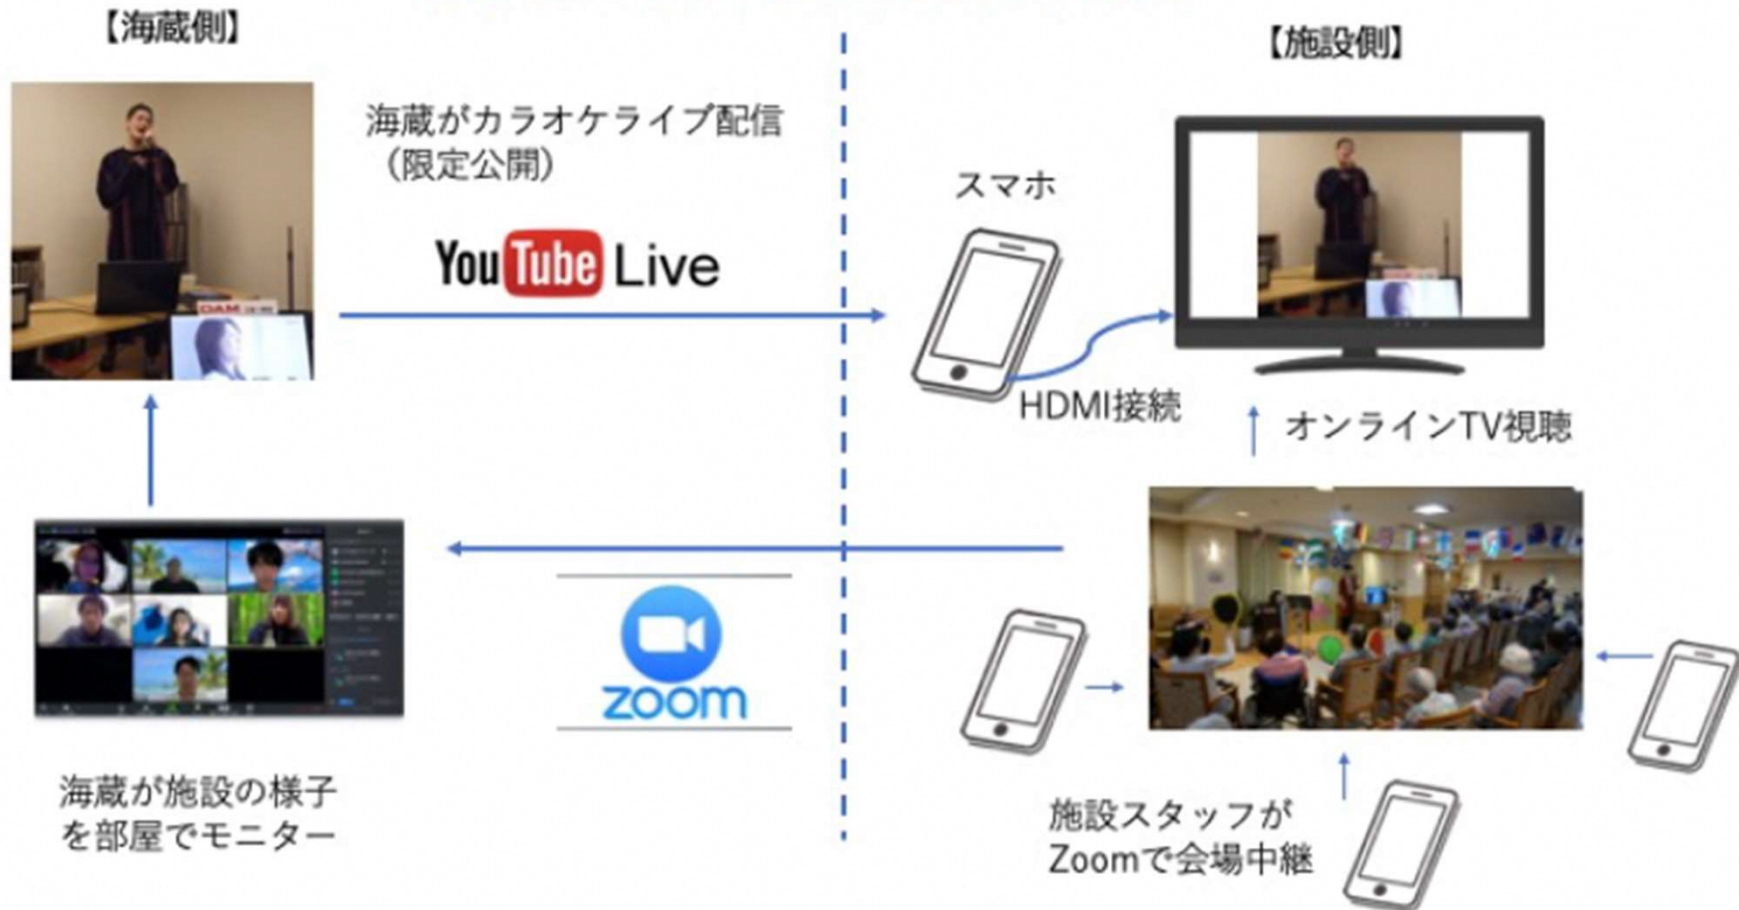 【海蔵側】
【施設側】
海蔵がカラオケライブ配信
（限定公開）
YouTube Live
スマホ
HDMI接続
オンラインTV視聴
DAM
zoom
海蔵が施設の様子
を部屋でモニター
施設スタッフが
Zoomで会場中継